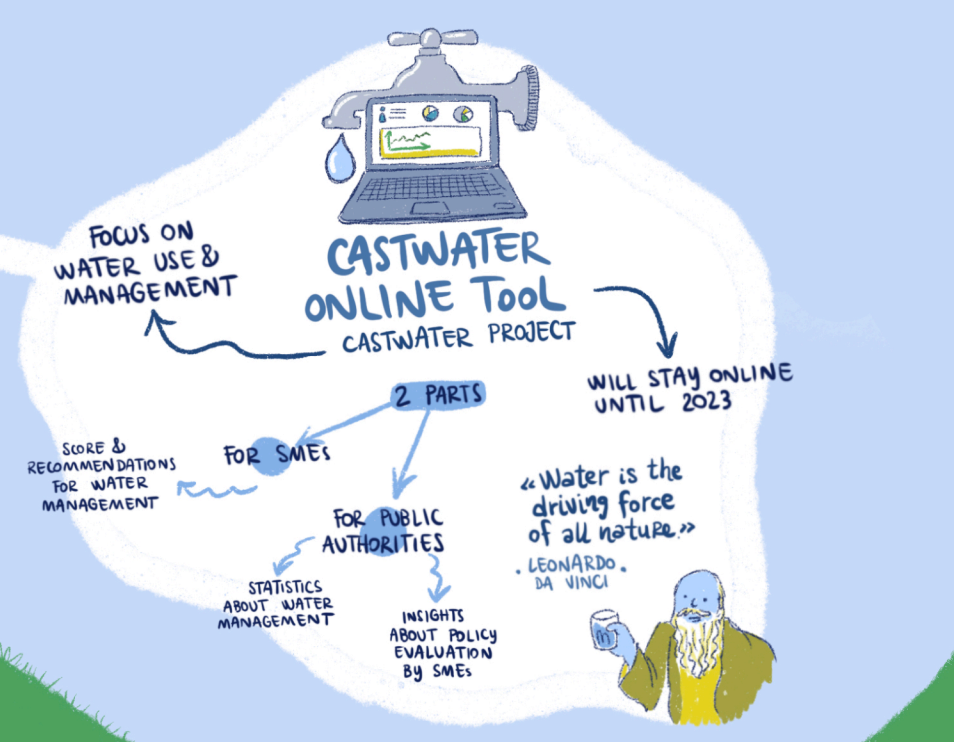 FOCUS ON
WATER USE &
MANAGEMENT
CASTWATER
ONLINE TOOL
CASTWATER PROJECT
WILL STAY ONLINE
UNTIL 2023
2 PARTS
FOR SMEs
SCORE &
RECOMMENDATIONS
FOR WATER
MANAGEMENT
FOR PUBLIC
AUTHORITIES
STATISTICS
ABOUT WATER
MANAGEMENT
INSIGHTS
ABOUT POLICY
EVALUATION
BY SMEs
«Water is the
driving force
of all nature.»
. LEONARDO .
DA VINCI